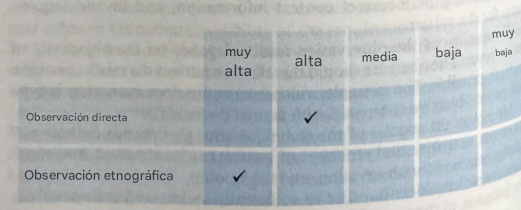 muy alta alta media baja muy baja
Observación directa ✓
Observación etnográfica ✓